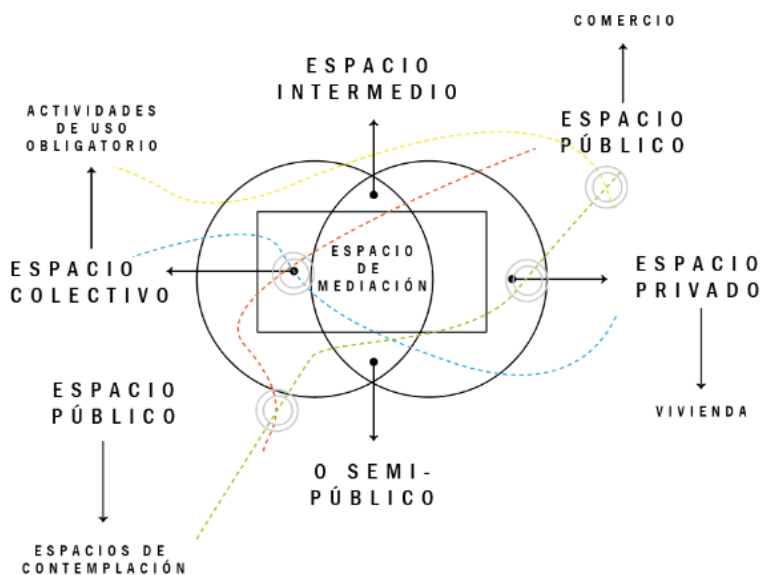 COMERCIO
ESPACIO
INTERMEDIO
ACTIVIDADES
DE USO
OBLIGATORIO
ESPACIO
PÚBLICO
ESPACIO
DE
MEDIACIÓN
ESPACIO
COLECTIVO
ESPACIO
PRIVADO
ESPACIO
PÚBLICO
VIVIENDA
O SEMI-
PÚBLICO
ESPACIOS DE
CONTEMPLACIÓN